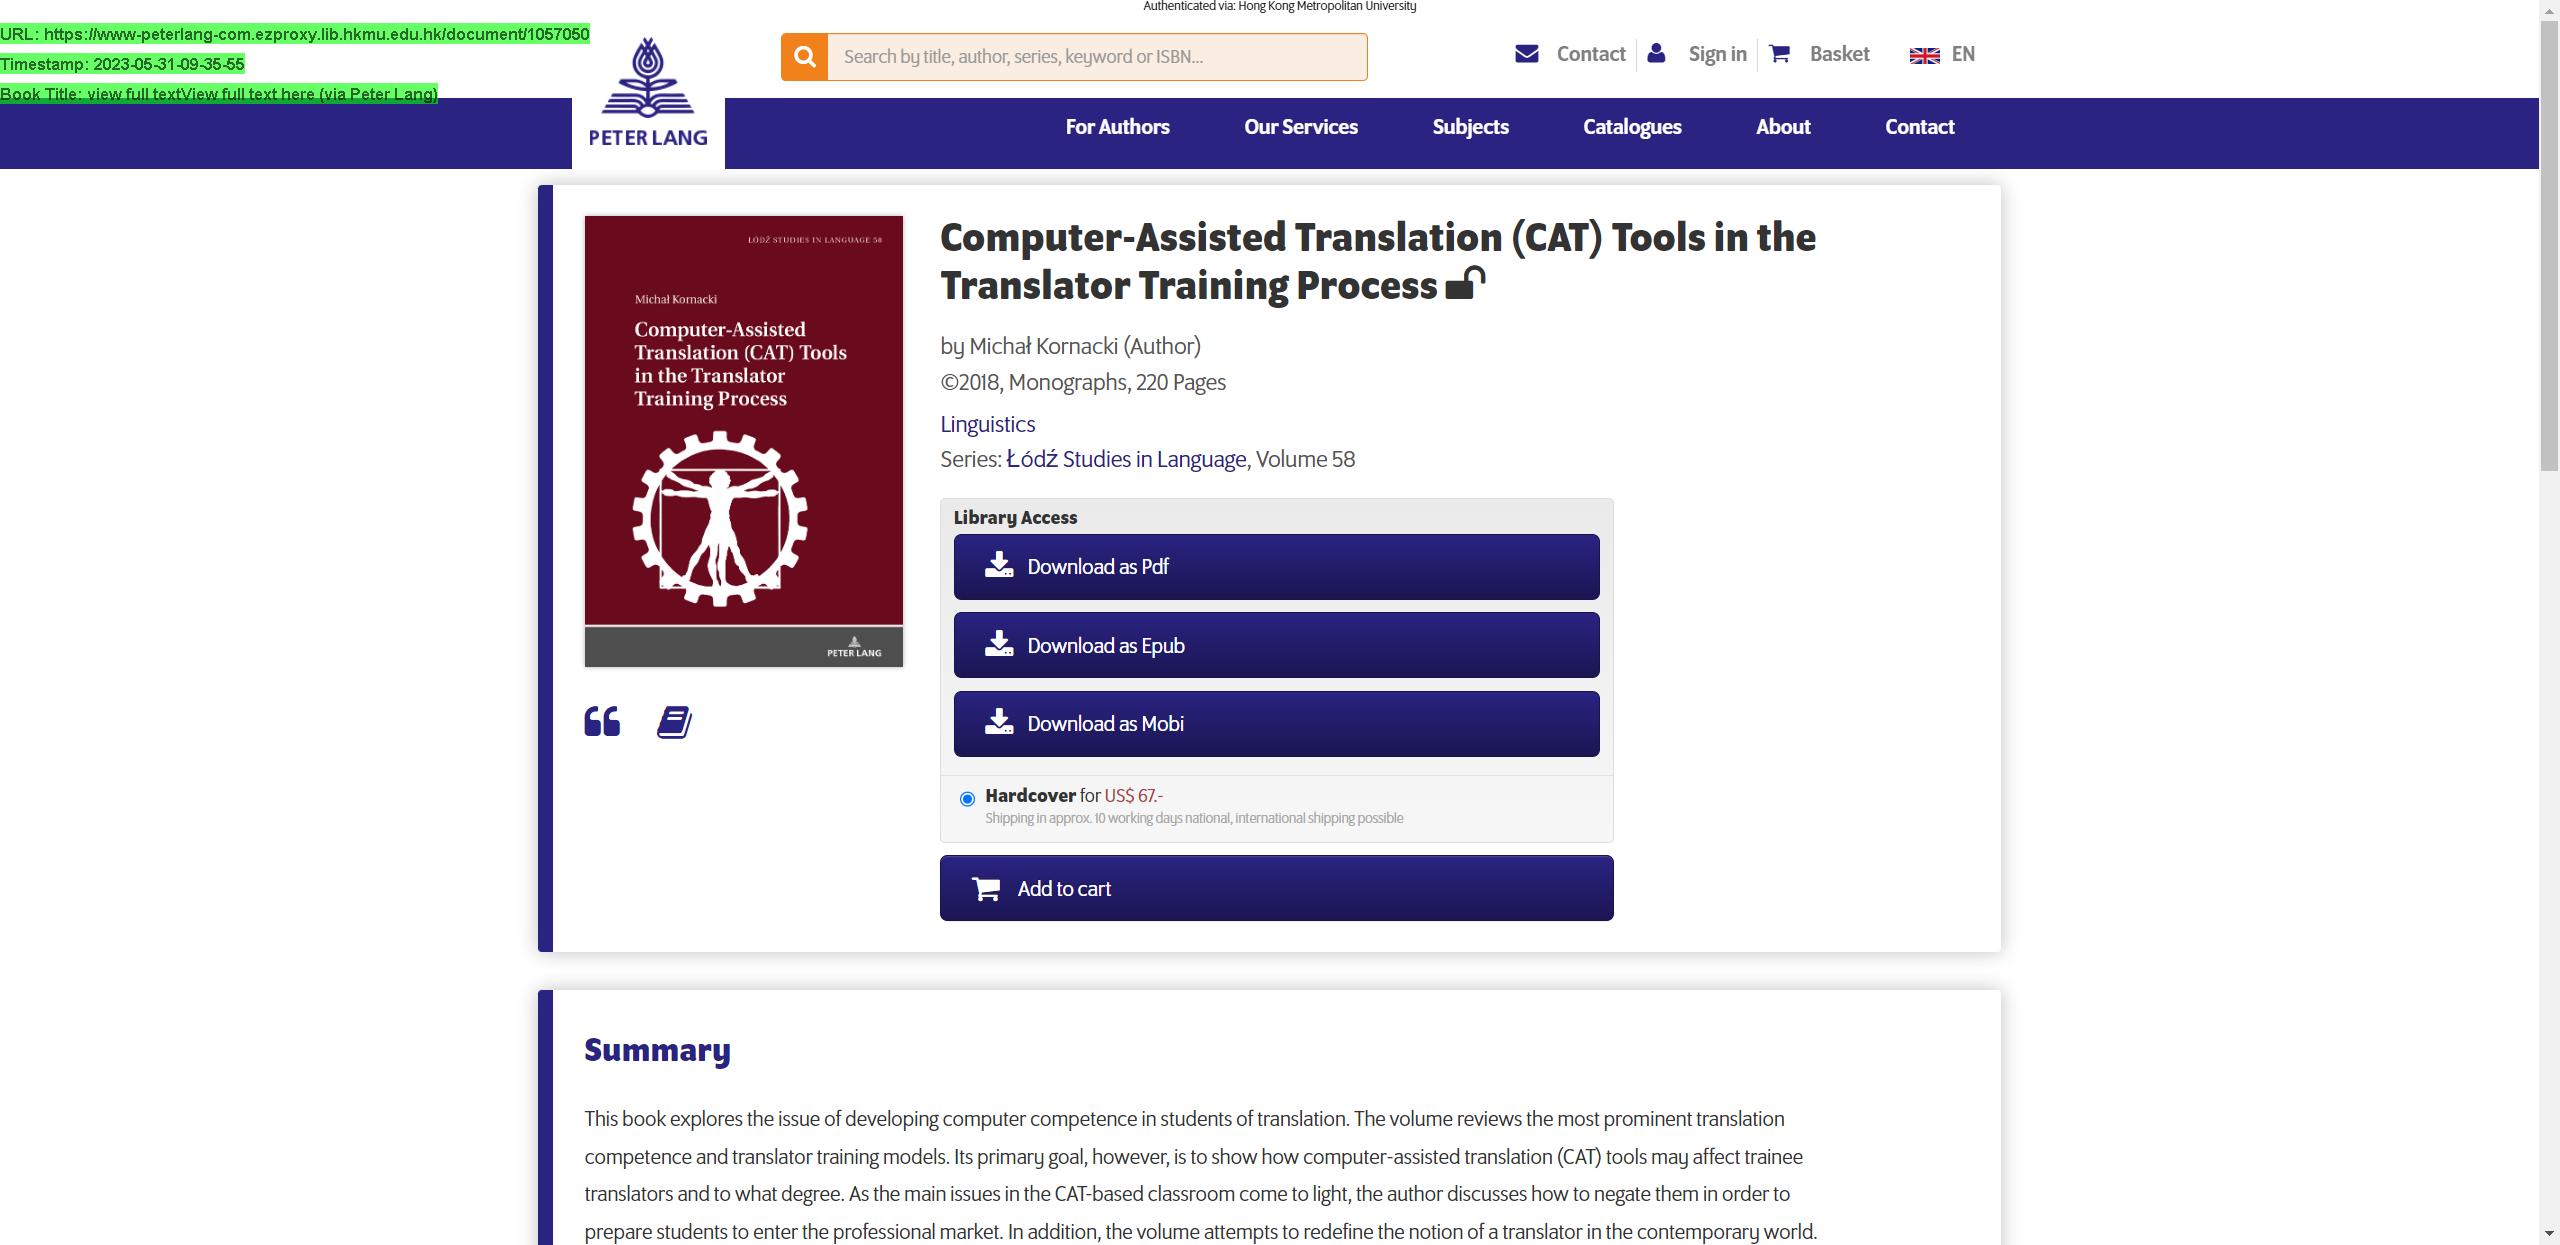 Authenticated via: Hong Kong Metropolitan University
URL: https://www-peterlang-com.ezproxy.lib.hkmu.edu.hk/document/1057050
Timestamp: 2023-05-31-09-35-55
Book Title: view full textView full text here (via Peter Lang)
PETER LANG
Search by title, author, series, keyword or ISBN...
Contact
Sign in
Basket
EN
For Authors
Our Services
Subjects
Catalogues
About
Contact
ŁÓDŹ STUDIES IN LANGUAGE 58
Michał Kornacki
Computer-Assisted
Translation (CAT) Tools
in the Translator
Training Process
PETER LANG
Computer-Assisted Translation (CAT) Tools in the
Translator Training Process
by Michał Kornacki (Author)
©2018, Monographs, 220 Pages
Linguistics
Series: Łódź Studies in Language, Volume 58
Library Access
Download as Pdf
Download as Epub
Download as Mobi
Hardcover for US$ 67.-
Shipping in approx. 10 working days national, international shipping possible
Add to cart
Summary
This book explores the issue of developing computer competence in students of translation. The volume reviews the most prominent translation
competence and translator training models. Its primary goal, however, is to show how computer-assisted translation (CAT) tools may affect trainee
translators and to what degree. As the main issues in the CAT-based classroom come to light, the author discusses how to negate them in order to
prepare students to enter the professional market. In addition, the volume attempts to redefine the notion of a translator in the contemporary world.